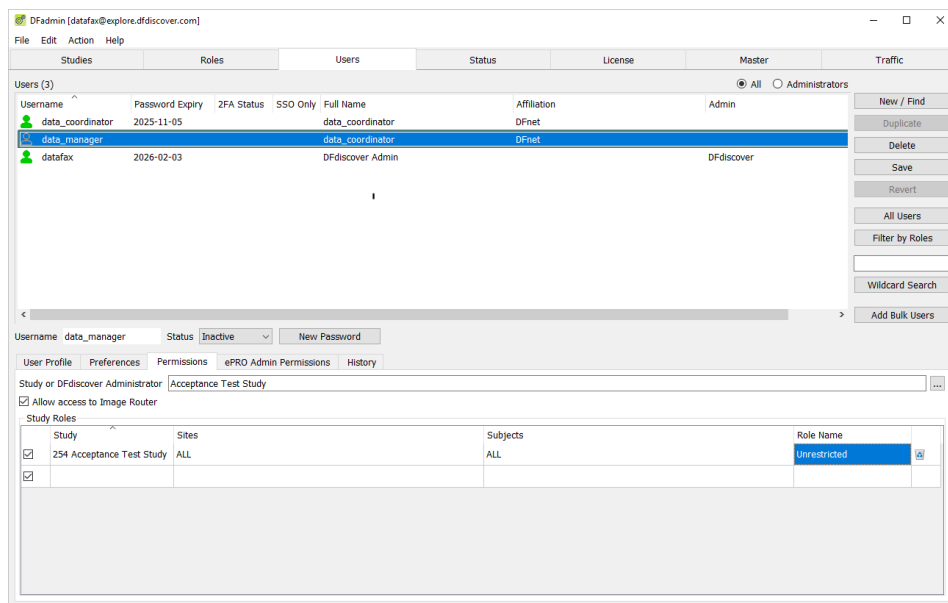 DFadmin [datafax@explore.dfdiscover.com]
File Edit Action Help
Studies Roles Users Status License Master Traffic
Users (3) All Administrators
Username Password Expiry 2FA Status SSO Only Full Name Affiliation Admin
data_coordinator 2025-11-05 data_coordinator DFnet
data_manager data_coordinator DFnet
datafax 2026-02-03 DFdiscover Admin DFdiscover
New / Find
Duplicate
Delete
Save
Revert
All Users
Filter by Roles
Wildcard Search
Add Bulk Users
Username data_manager Status Inactive New Password
User Profile Preferences Permissions ePRO Admin Permissions History
Study or DFdiscover Administrator Acceptance Test Study ...
Allow access to Image Router
Study Roles
Study Sites Subjects Role Name
254 Acceptance Test Study ALL ALL Unrestricted